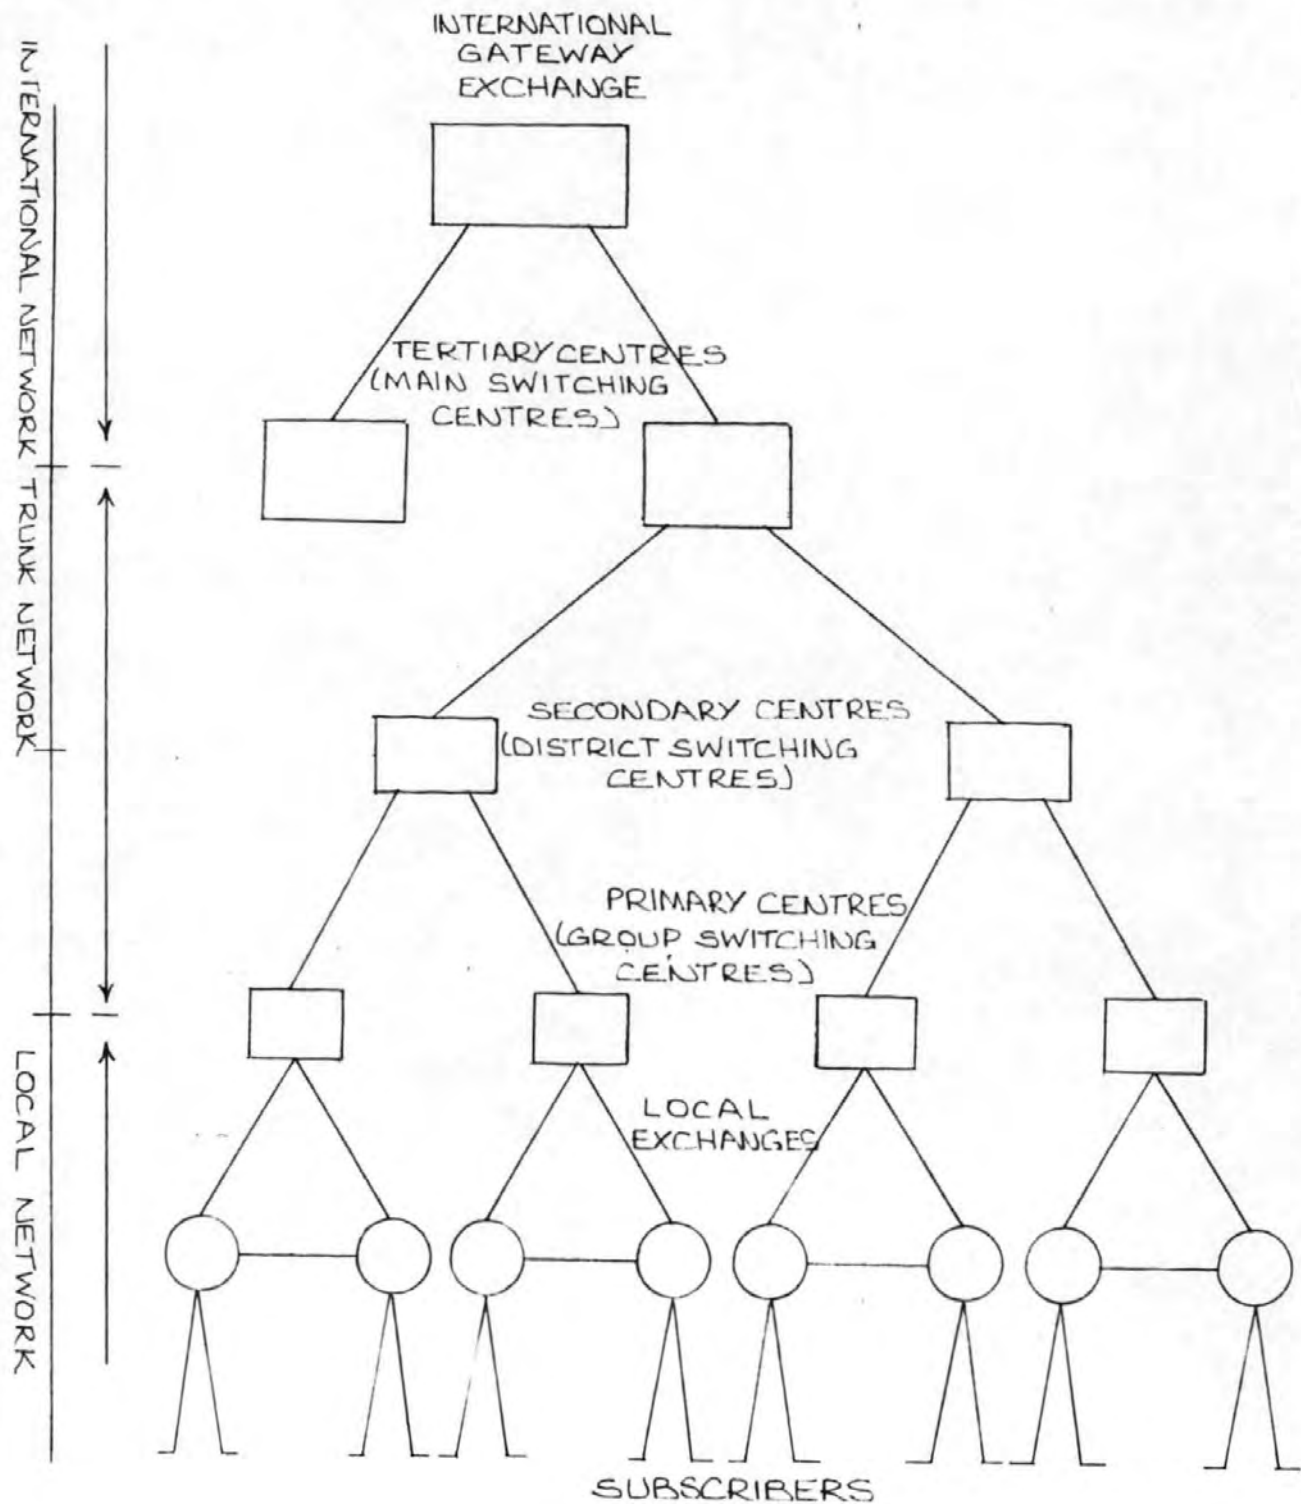 INTERNATIONAL
GATEWAY
EXCHANGE
INTERNATIONAL NETWORK
TERTIARY CENTRES
(MAIN SWITCHING
CENTRES)
TRUNK NETWORK
SECONDARY CENTRES
(DISTRICT SWITCHING
CENTRES)
PRIMARY CENTRES
(GROUP SWITCHING
CENTRES)
LOCAL NETWORK
LOCAL
EXCHANGES
SUBSCRIBERS